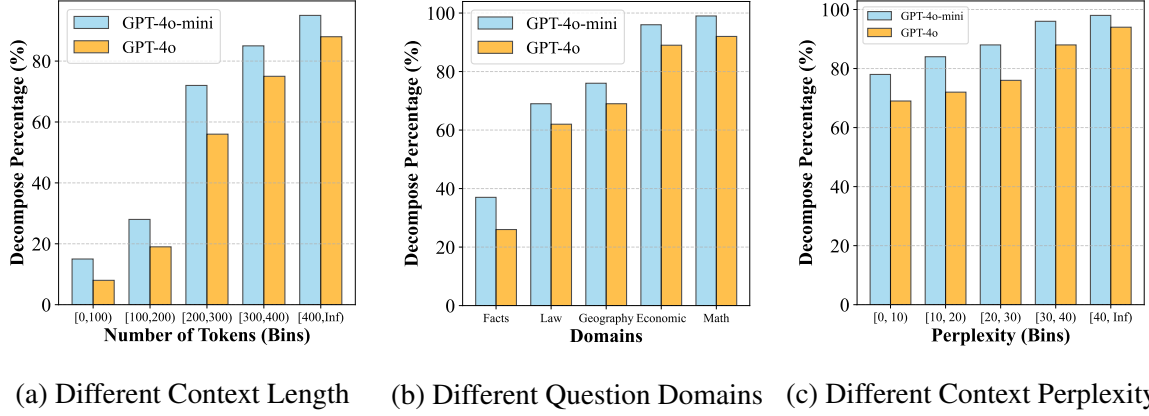 GPT-4o-mini
GPT-4o
Decompose Percentage (%)
80
60
40
20
0
[0,100) [100,200) [200,300) [300,400) [400,Inf)
Number of Tokens (Bins)
(a) Different Context Length
GPT-4o-mini
GPT-4o
Decompose Percentage (%)
100
80
60
40
20
0
Facts Law Geography Economic Math
Domains
(b) Different Question Domains
GPT-4o-mini
GPT-4o
Decompose Percentage (%)
100
80
60
40
20
0
[0, 10) [10, 20) [20, 30) [30, 40) [40, Inf)
Perplexity (Bins)
(c) Different Context Perplexity